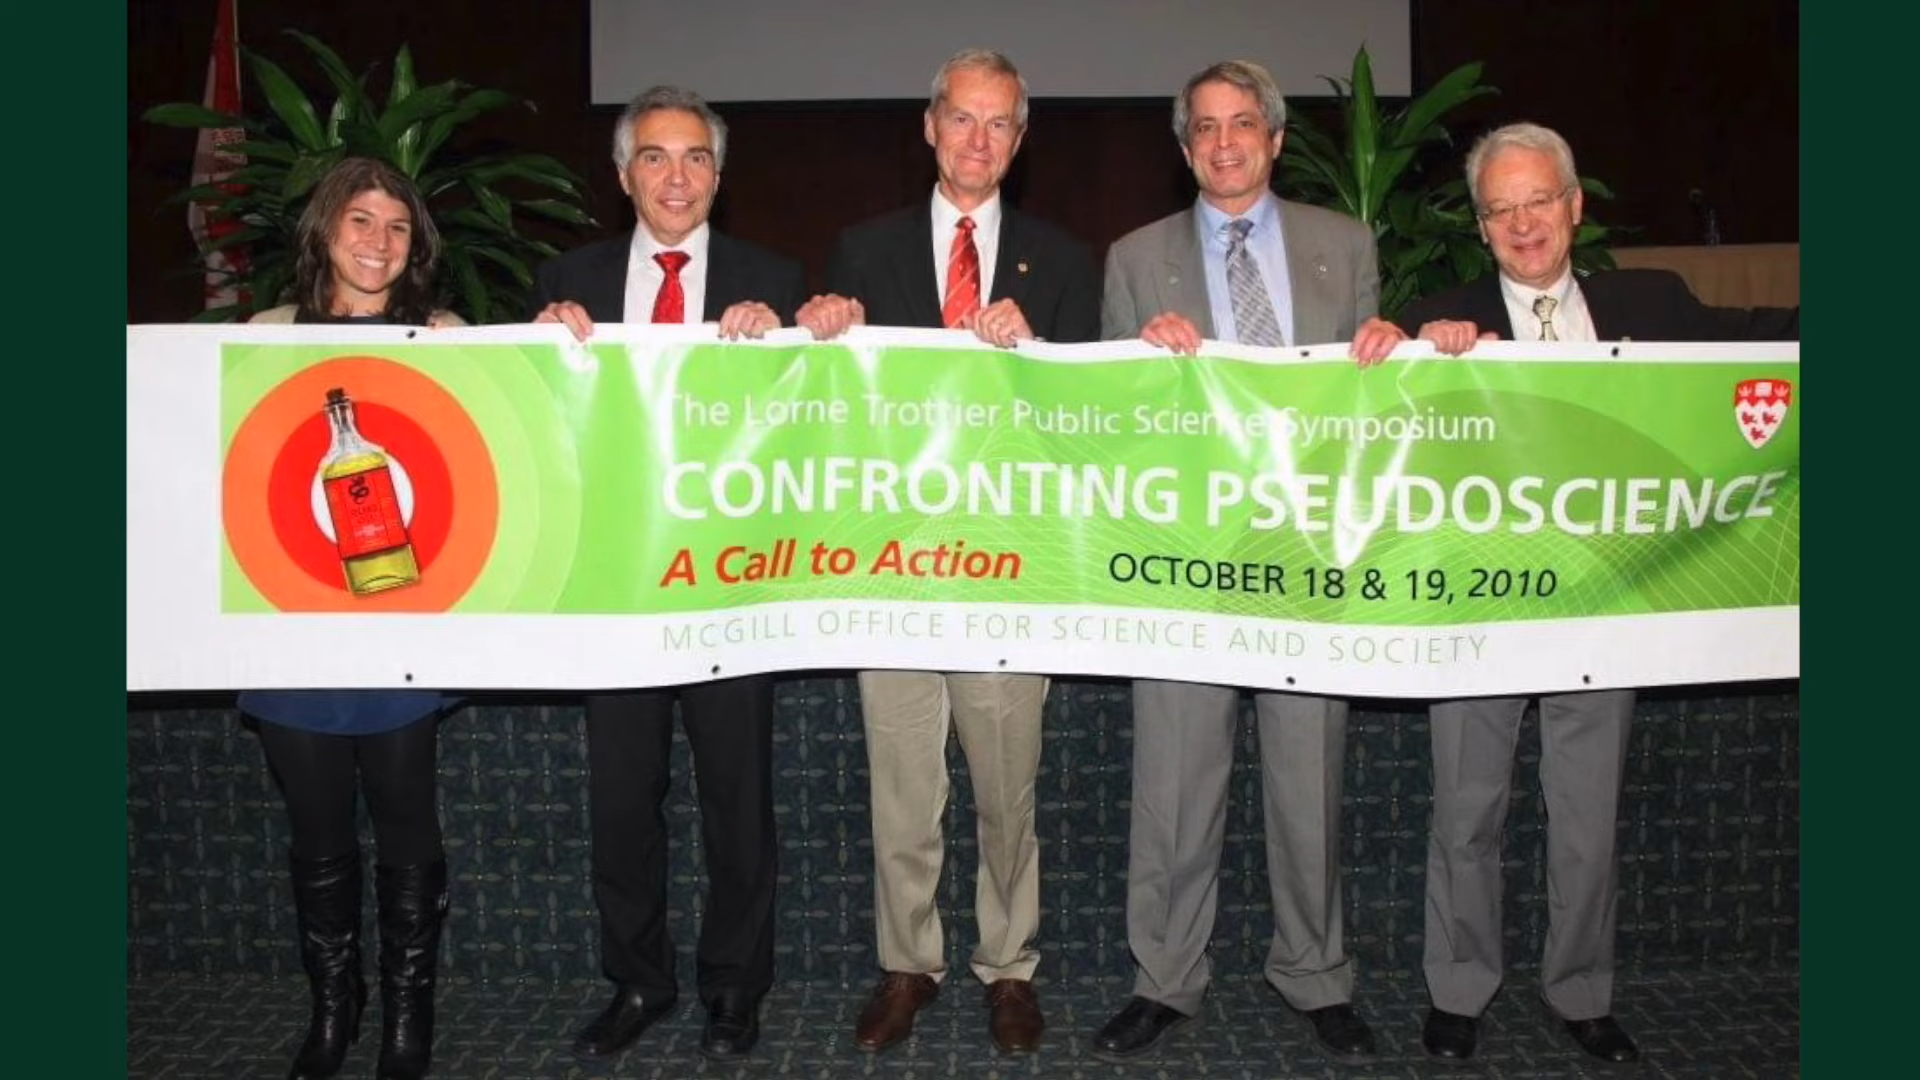 The Lorne Trottier Public Science Symposium
CONFRONTING PSEUDOSCIENCE
A Call to Action OCTOBER 18 & 19, 2010
MCGILL OFFICE FOR SCIENCE AND SOCIETY